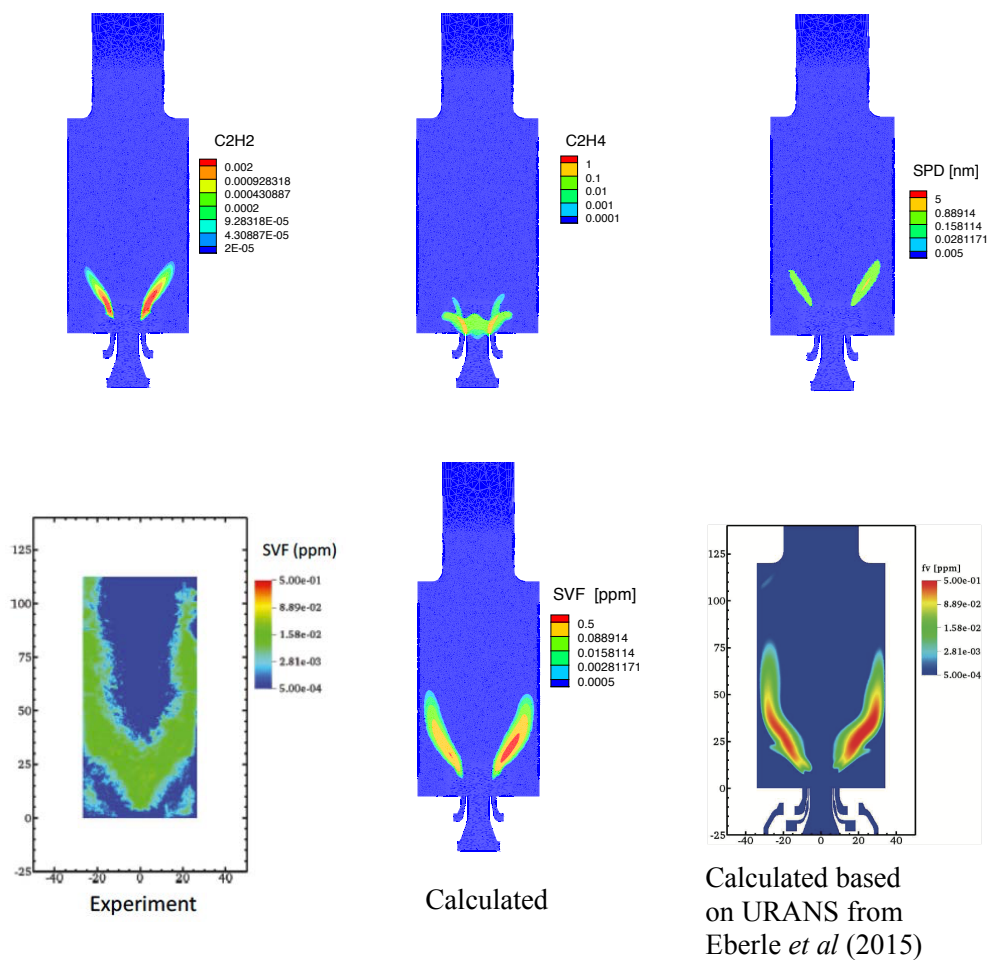 C2H2
0.002
0.000928318
0.000430887
0.0002
9.28318E-05
4.30887E-05
2E-05
C2H4
1
0.1
0.01
0.001
0.0001
SPD [nm]
5
0.88914
0.158114
0.0281171
0.005
125
100
75
50
25
0
-25
-40
-20
0
20
40
SVF (ppm)
5.00e-01
8.89e-02
1.58e-02
2.81e-03
5.00e-04
Experiment
SVF [ppm]
0.5
0.088914
0.0158114
0.00281171
0.0005
Calculated
125
100
75
50
25
0
-25
-40
-20
0
20
40
fv [ppm]
5.00e-01
8.89e-02
1.58e-02
2.81e-03
5.00e-04
Calculated based
on URANS from
Eberle et al (2015)